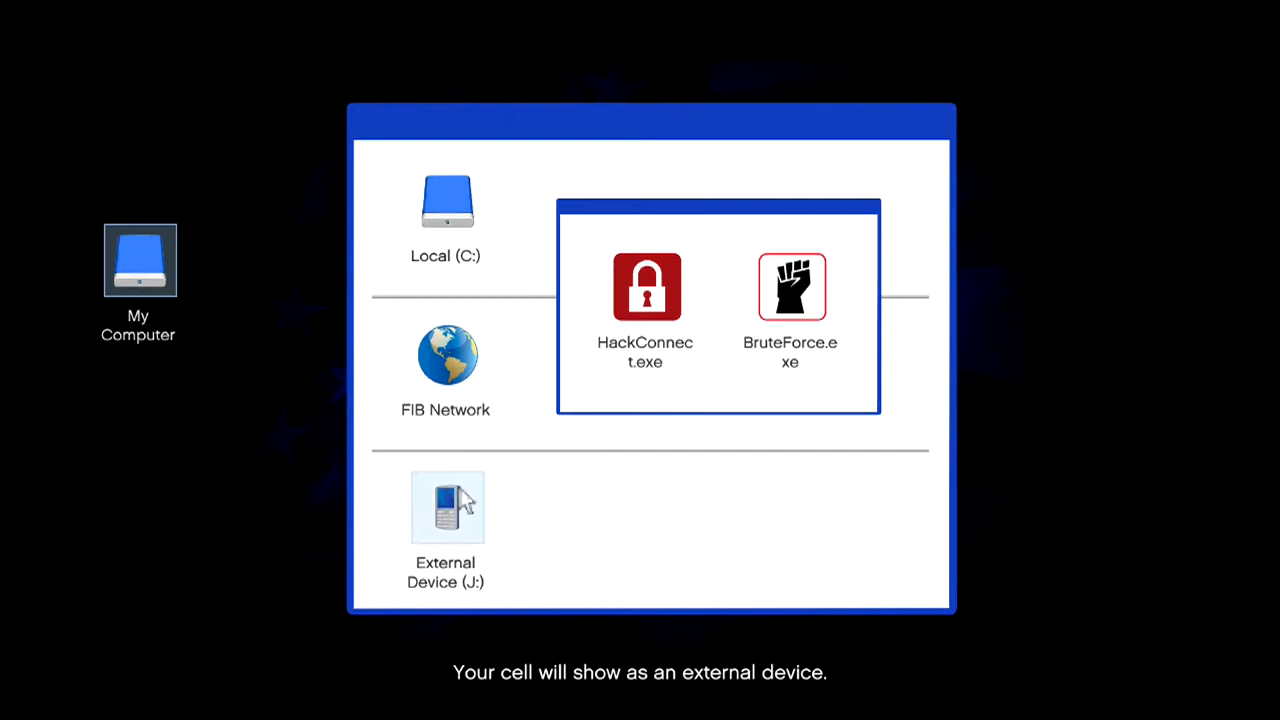 My
Computer
Local (C:)
HackConnec
t.exe
BruteForce.e
xe
FIB Network
External
Device (J:)
Your cell will show as an external device.